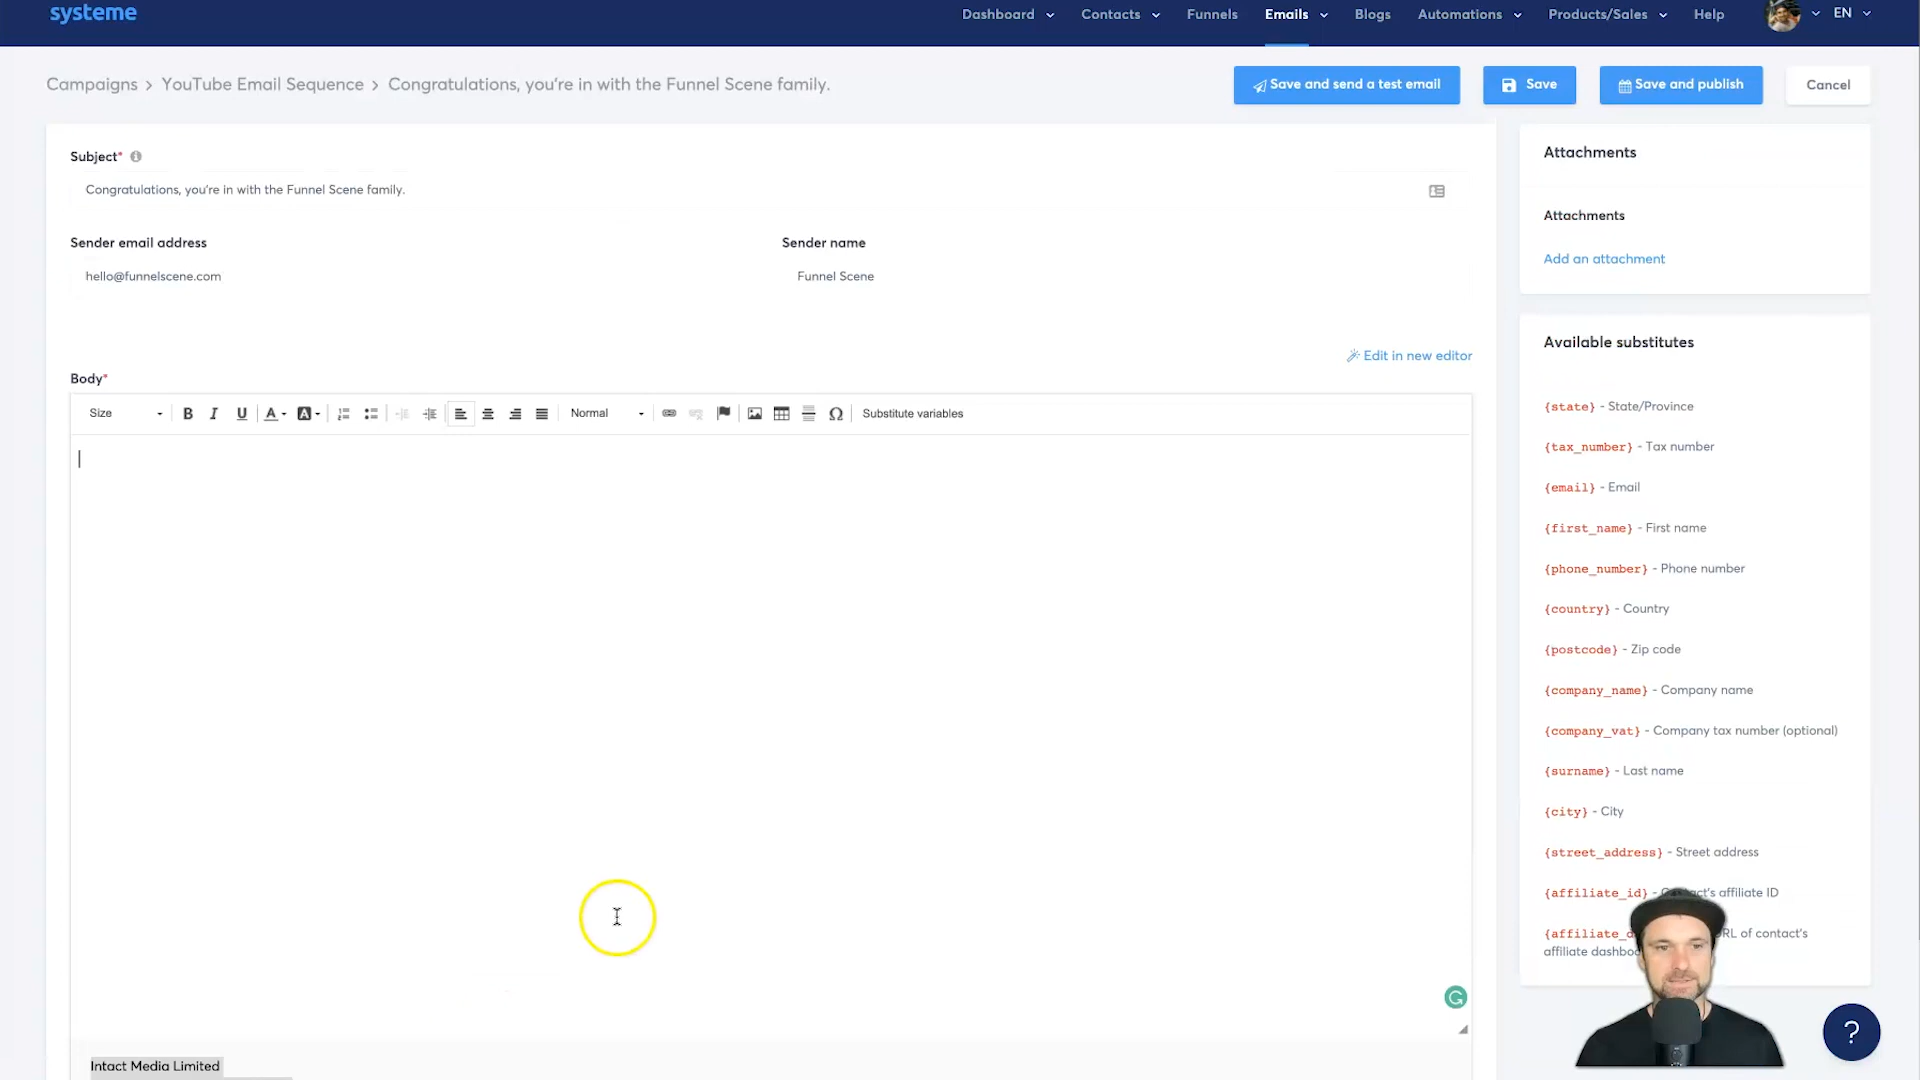 systeme
Dashboard Contacts Funnels Emails Blogs Automations Products/Sales Help EN
Campaigns > YouTube Email Sequence > Congratulations, you're in with the Funnel Scene family.
Save and send a test email Save Save and publish Cancel
Subject*
Congratulations, you're in with the Funnel Scene family.
Sender email address Sender name
hello@funnelscene.com Funnel Scene
Edit in new editor
Body*
Size B I U A A Normal Ω Substitute variables
Intact Media Limited
Attachments
Attachments
Add an attachment
Available substitutes
{state} - State/Province
{tax_number} - Tax number
{email} - Email
{first_name} - First name
{phone_number} - Phone number
{country} - Country
{postcode} - Zip code
{company_name} - Company name
{company_vat} - Company tax number (optional)
{surname} - Last name
{city} - City
{street_address} - Street address
{affiliate_id} - affiliate ID
of contact's
affiliate
?